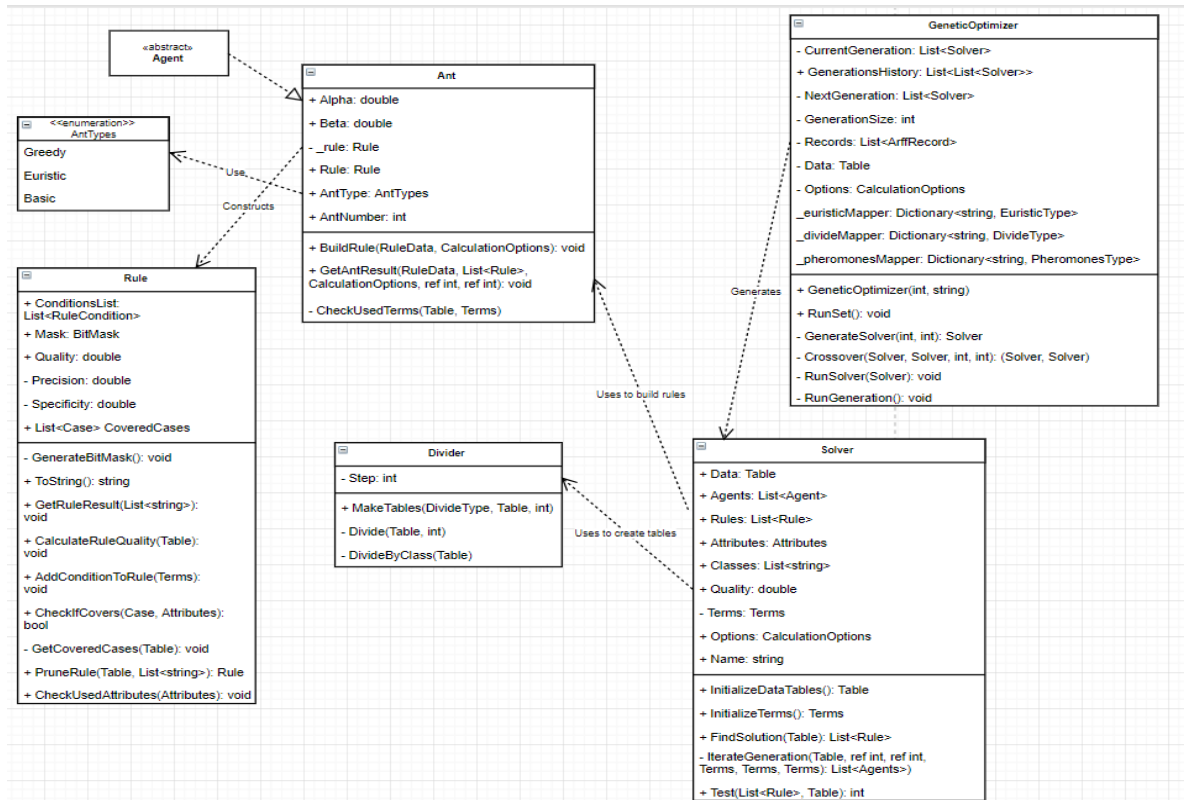 «abstract»
Agent
<<enumeration>>
AntTypes
Greedy
Euristic
Basic
Use
Constructs
Ant
+ Alpha: double
+ Beta: double
- _rule: Rule
+ Rule: Rule
+ AntType: AntTypes
+ AntNumber: int
+ BuildRule(RuleData, CalculationOptions): void
+ GetAntResult(RuleData, List<Rule>,
CalculationOptions, ref int, ref int): void
- CheckUsedTerms(Table, Terms)
GeneticOptimizer
- CurrentGeneration: List<Solver>
+ GenerationsHistory: List<List<Solver>>
- NextGeneration: List<Solver>
- GenerationSize: int
- Records: List<ArffRecord>
- Data: Table
- Options: CalculationOptions
_euristicMapper: Dictionary<string, EuristicType>
_divideMapper: Dictionary<string, DivideType>
_pheromonesMapper: Dictionary<string, PheromonesType>
+ GeneticOptimizer(int, string)
+ RunSet(): void
- GenerateSolver(int, int): Solver
- Crossover(Solver, Solver, int, int): (Solver, Solver)
- RunSolver(Solver): void
- RunGeneration(): void
Generates
Rule
+ ConditionsList:
List<RuleCondition>
+ Mask: BitMask
+ Quality: double
- Precision: double
- Specificity: double
+ List<Case> CoveredCases
- GenerateBitMask(): void
+ ToString(): string
+ GetRuleResult(List<string>):
void
+ CalculateRuleQuality(Table):
void
+ AddConditionToRule(Terms):
void
+ CheckIfCovers(Case, Attributes):
bool
- GetCoveredCases(Table): void
+ PruneRule(Table, List<string>): Rule
+ CheckUsedAttributes(Attributes): void
Uses to build rules
Divider
- Step: int
+ MakeTables(DivideType, Table, int)
- Divide(Table, int)
- DivideByClass(Table)
Uses to create tables
Solver
+ Data: Table
+ Agents: List<Agent>
+ Rules: List<Rule>
+ Attributes: Attributes
+ Classes: List<string>
+ Quality: double
- Terms: Terms
+ Options: CalculationOptions
+ Name: string
+ InitializeDataTables(): Table
+ InitializeTerms(): Terms
+ FindSolution(Table): List<Rule>
- IterateGeneration(Table, ref int, ref int,
Terms, Terms, Terms): List<Agents>)
+ Test(List<Rule>, Table): int